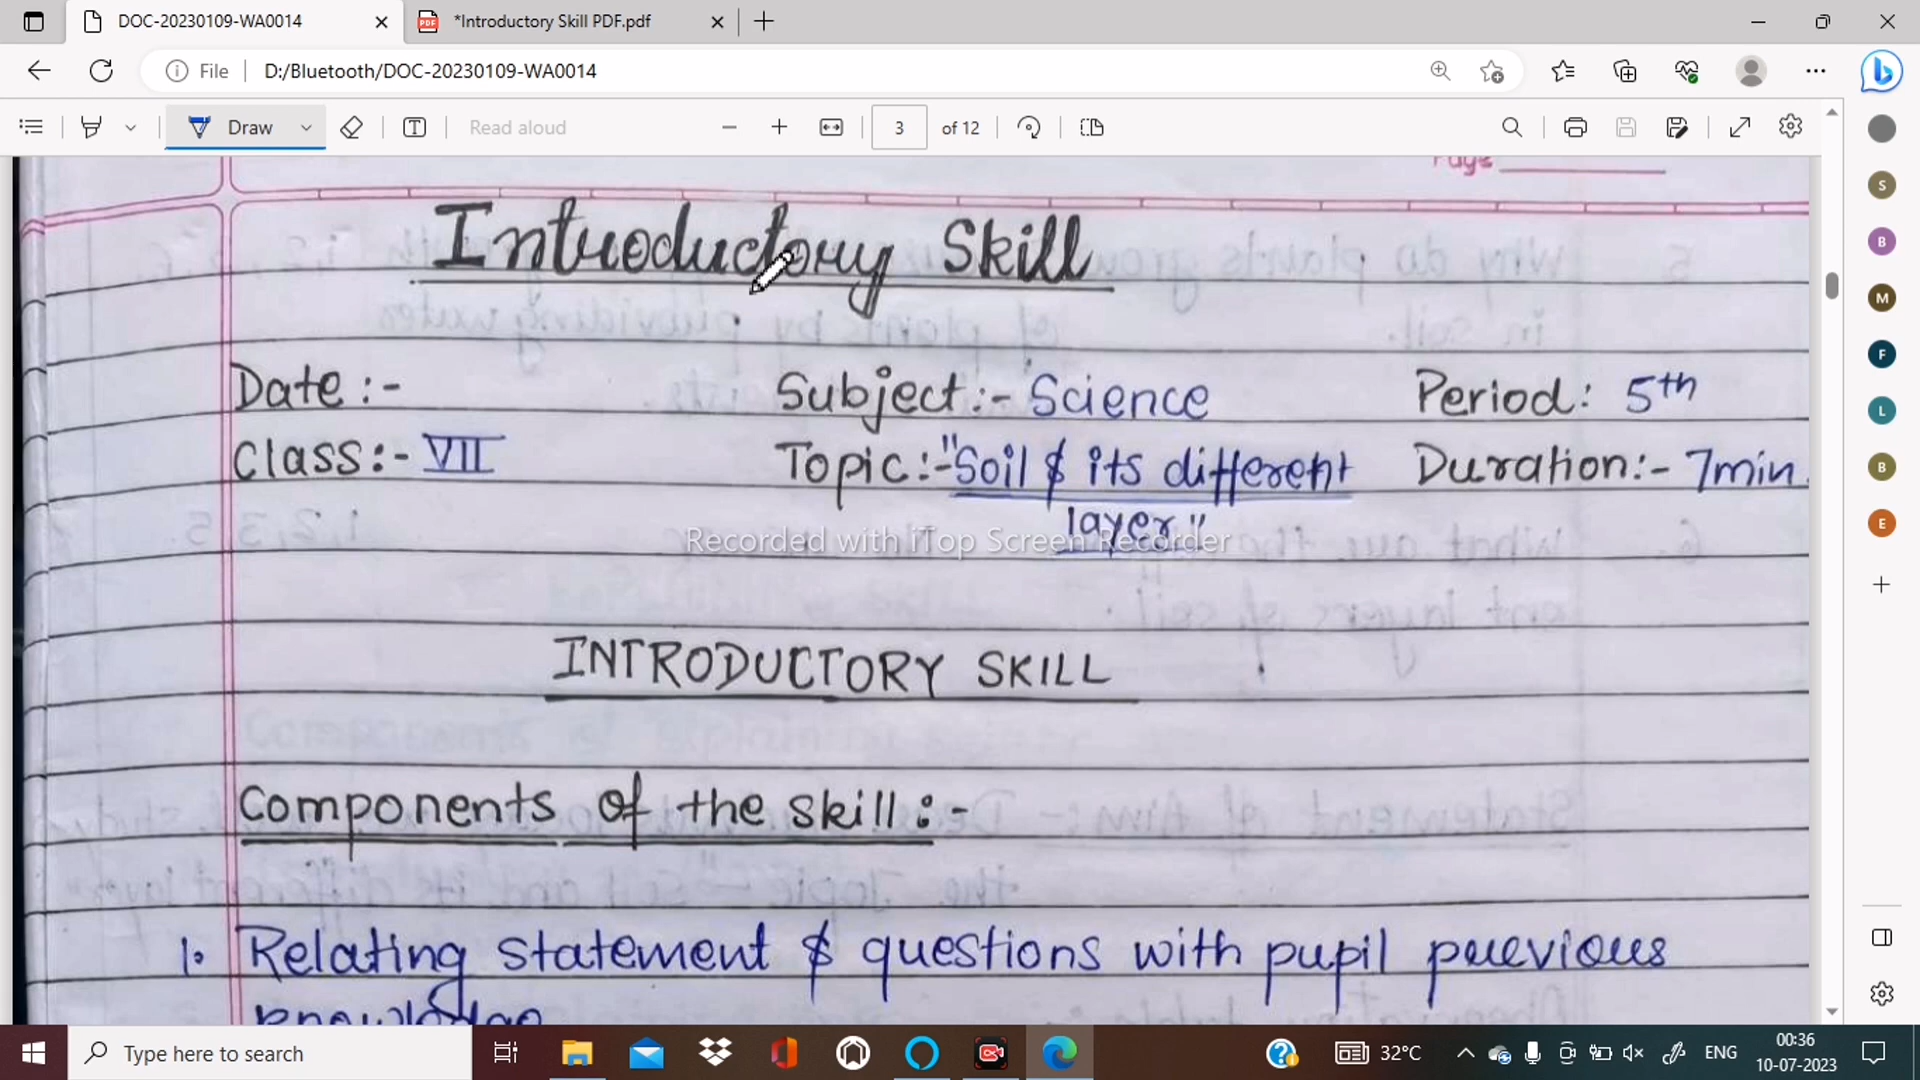 DOC-20230109-WA0014
*Introductory Skill PDF.pdf
File
D:/Bluetooth/DOC-20230109-WA0014
Draw
Read aloud
3
of 12
Page
Introductory Skill
Date :-
Subject :- Science
Period: 5th
Class :- VII
Topic :- "Soil & its different
Duration :- 7min.
layer"
Recorded with iTop Screen Recorder
INTRODUCTORY SKILL
Components of the skill :-
1. Relating statement & questions with pupil previous
knowledge
S
B
M
F
L
B
E
Type here to search
32°C
ENG
00:36
10-07-2023